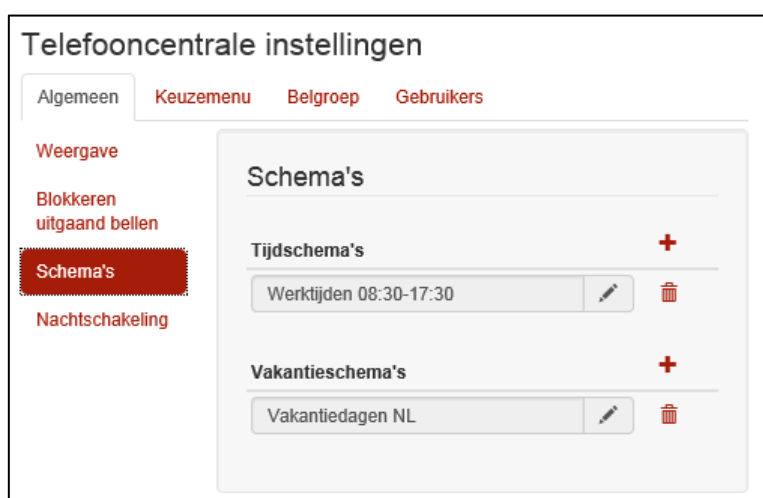 Telefooncentrale instellingen
Algemeen Keuzemenu Belgroep Gebruikers
Weergave
Blokkeren
uitgaand bellen
Schema's
Nachtschakeling
Schema's
Tijdschema's
Werktijden 08:30-17:30
Vakantieschema's
Vakantiedagen NL